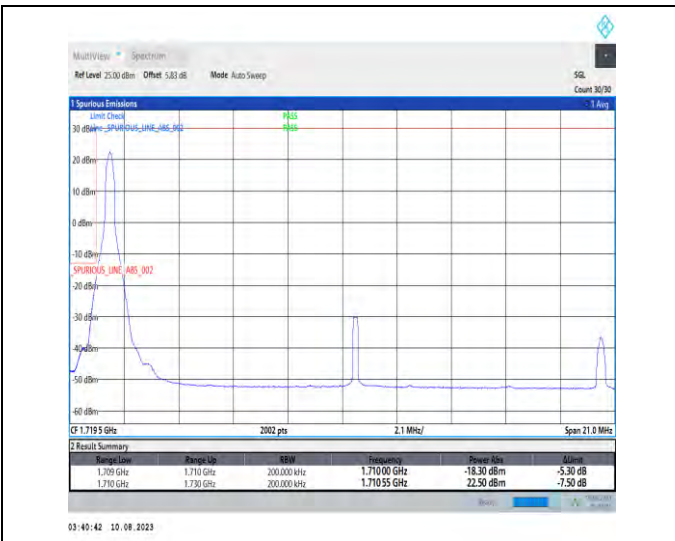 MultiView Spectrum
Ref Level 25.00 dBm Offset 5.83 dB Mode Auto Sweep SGL
Count 30/30
1 Spurious Emissions 1 Avg
Limit Check PASS
30 dBm Line _SPURIOUS_LINE_ABS_002 PASS
20 dBm
10 dBm
0 dBm
-10 dBm
_SPURIOUS_LINE_ABS_002
-20 dBm
-30 dBm
-40 dBm
-50 dBm
-60 dBm
CF 1.7195 GHz 2002 pts 2.1 MHz/ Span 21.0 MHz
2 Result Summary
Range Low Range Up RBW Frequency Power Abs ΔLimit
1.709 GHz 1.710 GHz 200.000 kHz 1.71000 GHz -18.30 dBm -5.30 dB
1.710 GHz 1.730 GHz 200.000 kHz 1.71055 GHz 22.50 dBm -7.50 dB
03:40:42 10.08.2023